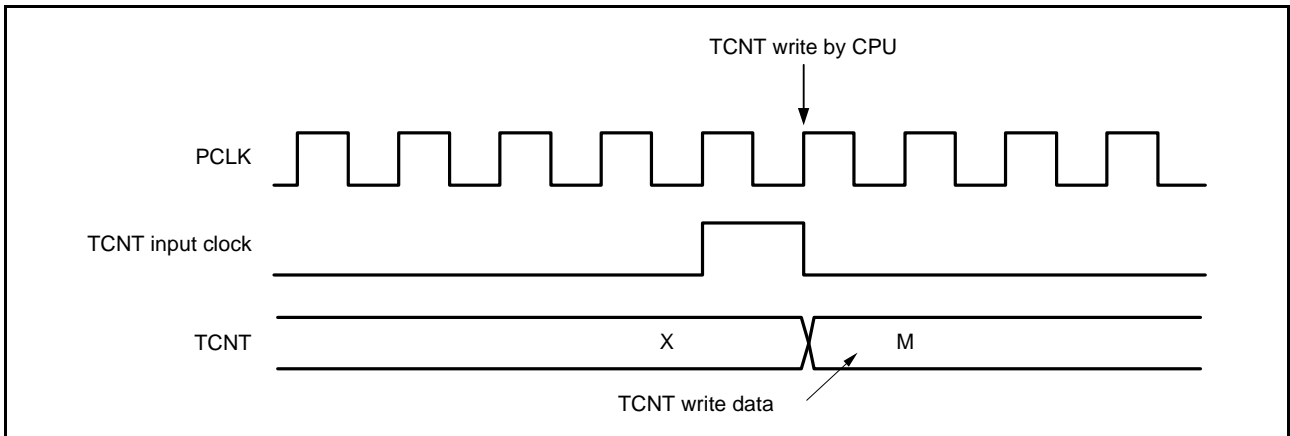 TCNT write by CPU
PCLK
TCNT input clock
TCNT
X
M
TCNT write data